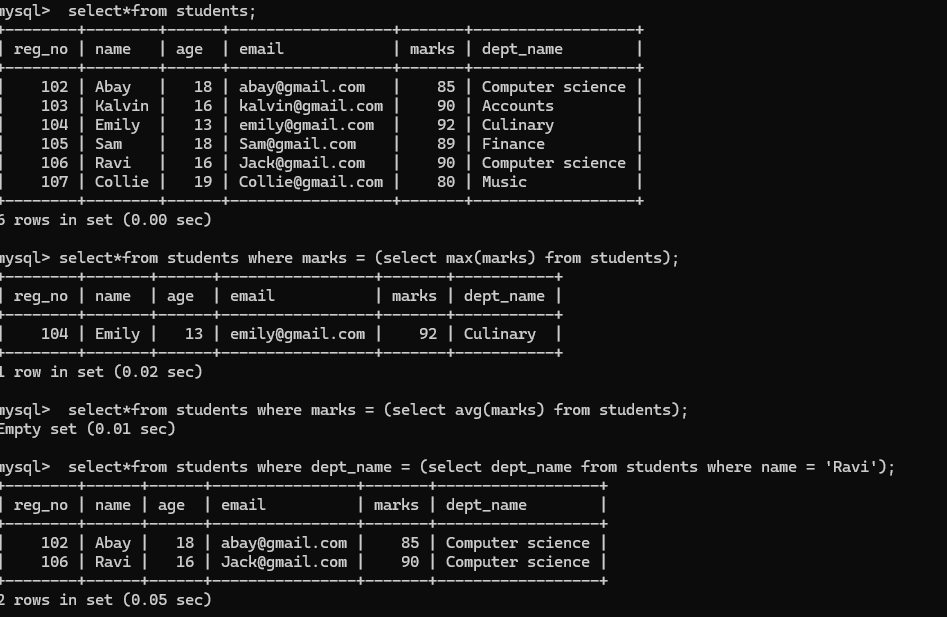 mysql>  select*from students;
+--------+--------+------+------------------+-------+------------------+
| reg_no | name   | age  | email            | marks | dept_name        |
+--------+--------+------+------------------+-------+------------------+
|    102 | Abay   |   18 | abay@gmail.com   |    85 | Computer science |
|    103 | Kalvin |   16 | kalvin@gmail.com |    90 | Accounts         |
|    104 | Emily  |   13 | emily@gmail.com  |    92 | Culinary         |
|    105 | Sam    |   18 | Sam@gmail.com    |    89 | Finance          |
|    106 | Ravi   |   16 | Jack@gmail.com   |    90 | Computer science |
|    107 | Collie |   19 | Collie@gmail.com |    80 | Music            |
+--------+--------+------+------------------+-------+------------------+
6 rows in set (0.00 sec)
mysql> select*from students where marks = (select max(marks) from students);
+--------+-------+------+-----------------+-------+-----------+
| reg_no | name  | age  | email           | marks | dept_name |
+--------+-------+------+-----------------+-------+-----------+
|    104 | Emily |   13 | emily@gmail.com |    92 | Culinary  |
+--------+-------+------+-----------------+-------+-----------+
1 row in set (0.02 sec)
mysql>  select*from students where marks = (select avg(marks) from students);
Empty set (0.01 sec)
mysql>  select*from students where dept_name = (select dept_name from students where name = 'Ravi');
+--------+------+------+----------------+-------+------------------+
| reg_no | name | age  | email          | marks | dept_name        |
+--------+------+------+----------------+-------+------------------+
|    102 | Abay |   18 | abay@gmail.com |    85 | Computer science |
|    106 | Ravi |   16 | Jack@gmail.com |    90 | Computer science |
+--------+------+------+----------------+-------+------------------+
2 rows in set (0.05 sec)